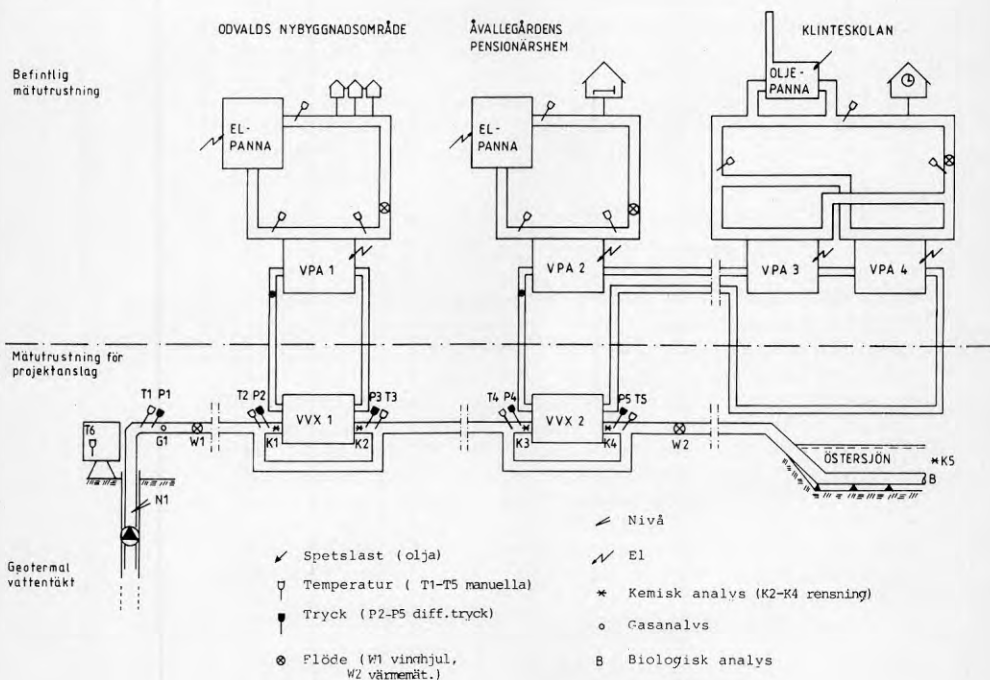 ODVALDS NYBYGGNADSOMRÅDE
ÅVALLEGÅRDENS
PENSIONÄRSHEM
KLINTESKOLAN
Befintlig
mätutrustning
OLJE-
PANNA
EL-
PANNA
EL-
PANNA
VPA 1
VPA 2
VPA 3
VPA 4
Mätutrustning för
projektanslag
T1 P1
T2 P2
P3 T3
T4 P4
P5 T5
T6
VVX 1
VVX 2
G1
W1
K1
K2
K3
K4
W2
ÖSTERSJÖN
K5
B
N1
Geotermal
vattentäkt
Spetslast (olja)
Temperatur ( T1-T5 manuella)
Tryck (P2-P5 diff.tryck)
Flöde (W1 vinghjul,
W2 värmemät.)
Nivå
El
Kemisk analys (K2-K4 rensning)
Gasanalys
B Biologisk analys